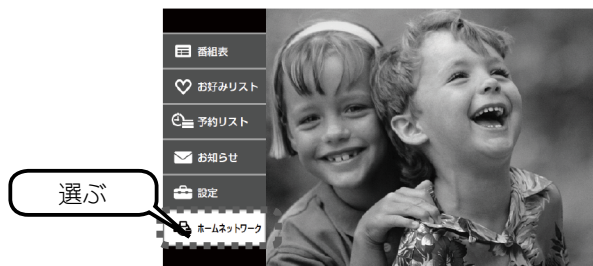 番組表
お好みリスト
予約リスト
お知らせ
設定
選ぶ
ホームネットワーク